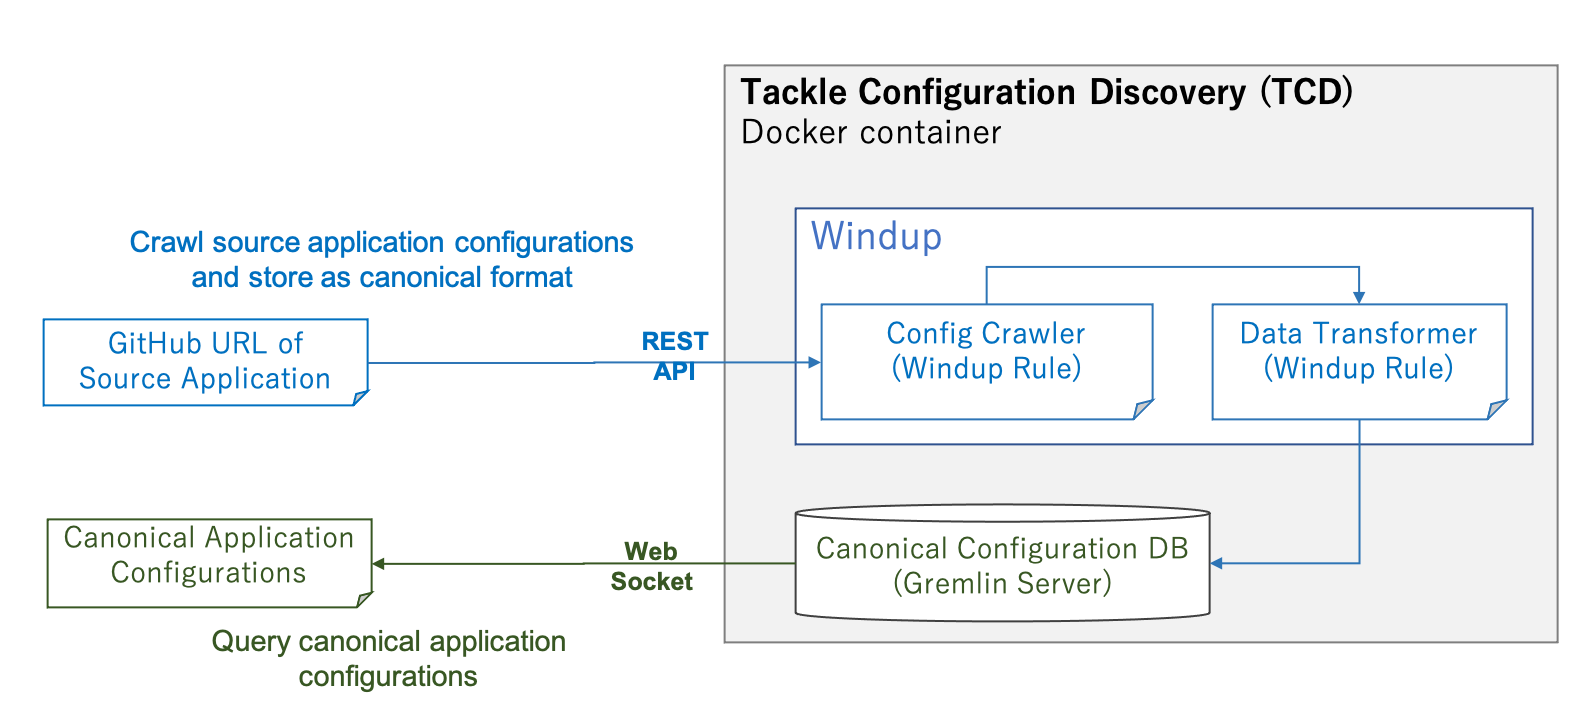 Tackle Configuration Discovery (TCD)
Docker container
Windup
Crawl source application configurations
and store as canonical format
GitHub URL of
Source Application
REST
API
Config Crawler
(Windup Rule)
Data Transformer
(Windup Rule)
Canonical Application
Configurations
Web
Socket
Canonical Configuration DB
(Gremlin Server)
Query canonical application
configurations